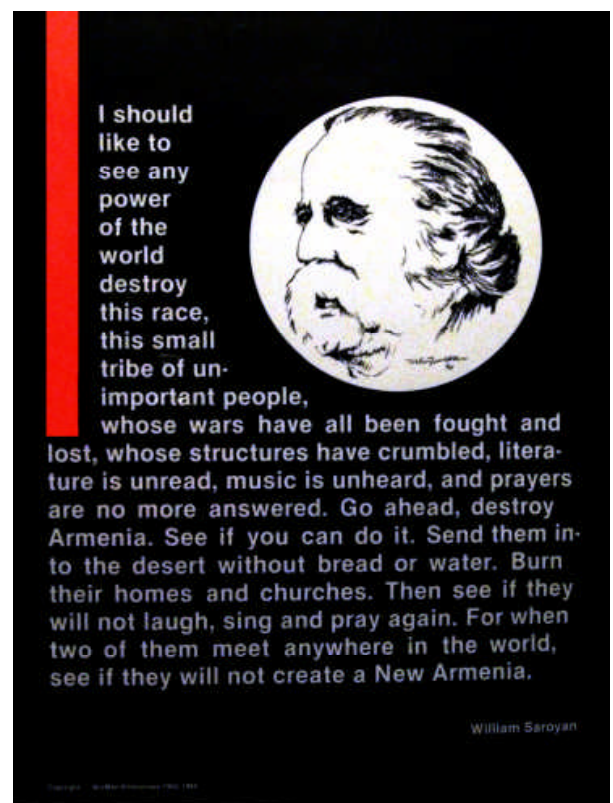 I should
like to
see any
power
of the
world
destroy
this race,
this small
tribe of un-
important people,
whose wars have all been fought and
lost, whose structures have crumbled, litera-
ture is unread, music is unheard, and prayers
are no more answered. Go ahead, destroy
Armenia. See if you can do it. Send them in-
to the desert without bread or water. Burn
their homes and churches. Then see if they
will not laugh, sing and pray again. For when
two of them meet anywhere in the world,
see if they will not create a New Armenia.
William Saroyan
Copyright